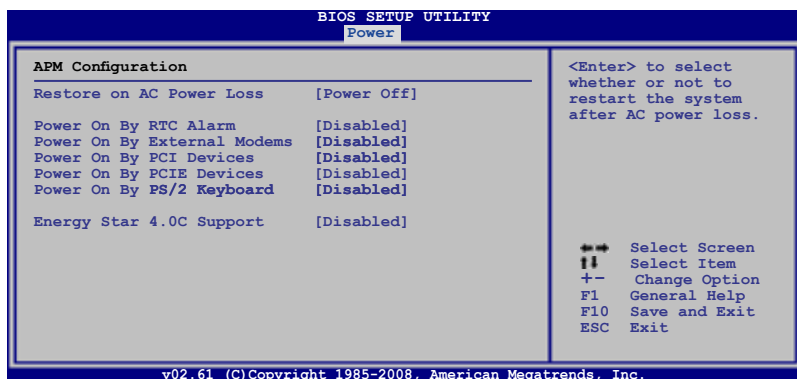 BIOS SETUP UTILITY
Power
APM Configuration
Restore on AC Power Loss [Power Off]
Power On By RTC Alarm [Disabled]
Power On By External Modems [Disabled]
Power On By PCI Devices [Disabled]
Power On By PCIE Devices [Disabled]
Power On By PS/2 Keyboard [Disabled]
Energy Star 4.0C Support [Disabled]
<Enter> to select
whether or not to
restart the system
after AC power loss.
←→ Select Screen
↑↓ Select Item
+- Change Option
F1 General Help
F10 Save and Exit
ESC Exit
v02.61 (C)Copyright 1985-2008, American Megatrends, Inc.